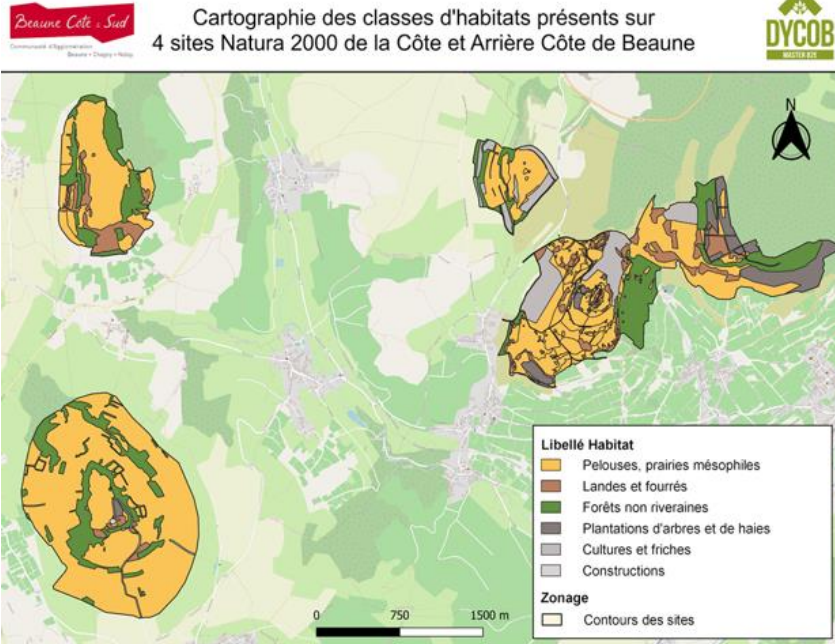 Beaune Côte & Sud
Communauté d'Agglomération
Beaune • Chagny • Nolay
Cartographie des classes d'habitats présents sur
4 sites Natura 2000 de la Côte et Arrière Côte de Beaune
DYCOB
MASTER B2E
N
0 750 1500 m
Libellé Habitat
Pelouses, prairies mésophiles
Landes et fourrés
Forêts non riveraines
Plantations d'arbres et de haies
Cultures et friches
Constructions
Zonage
Contours des sites